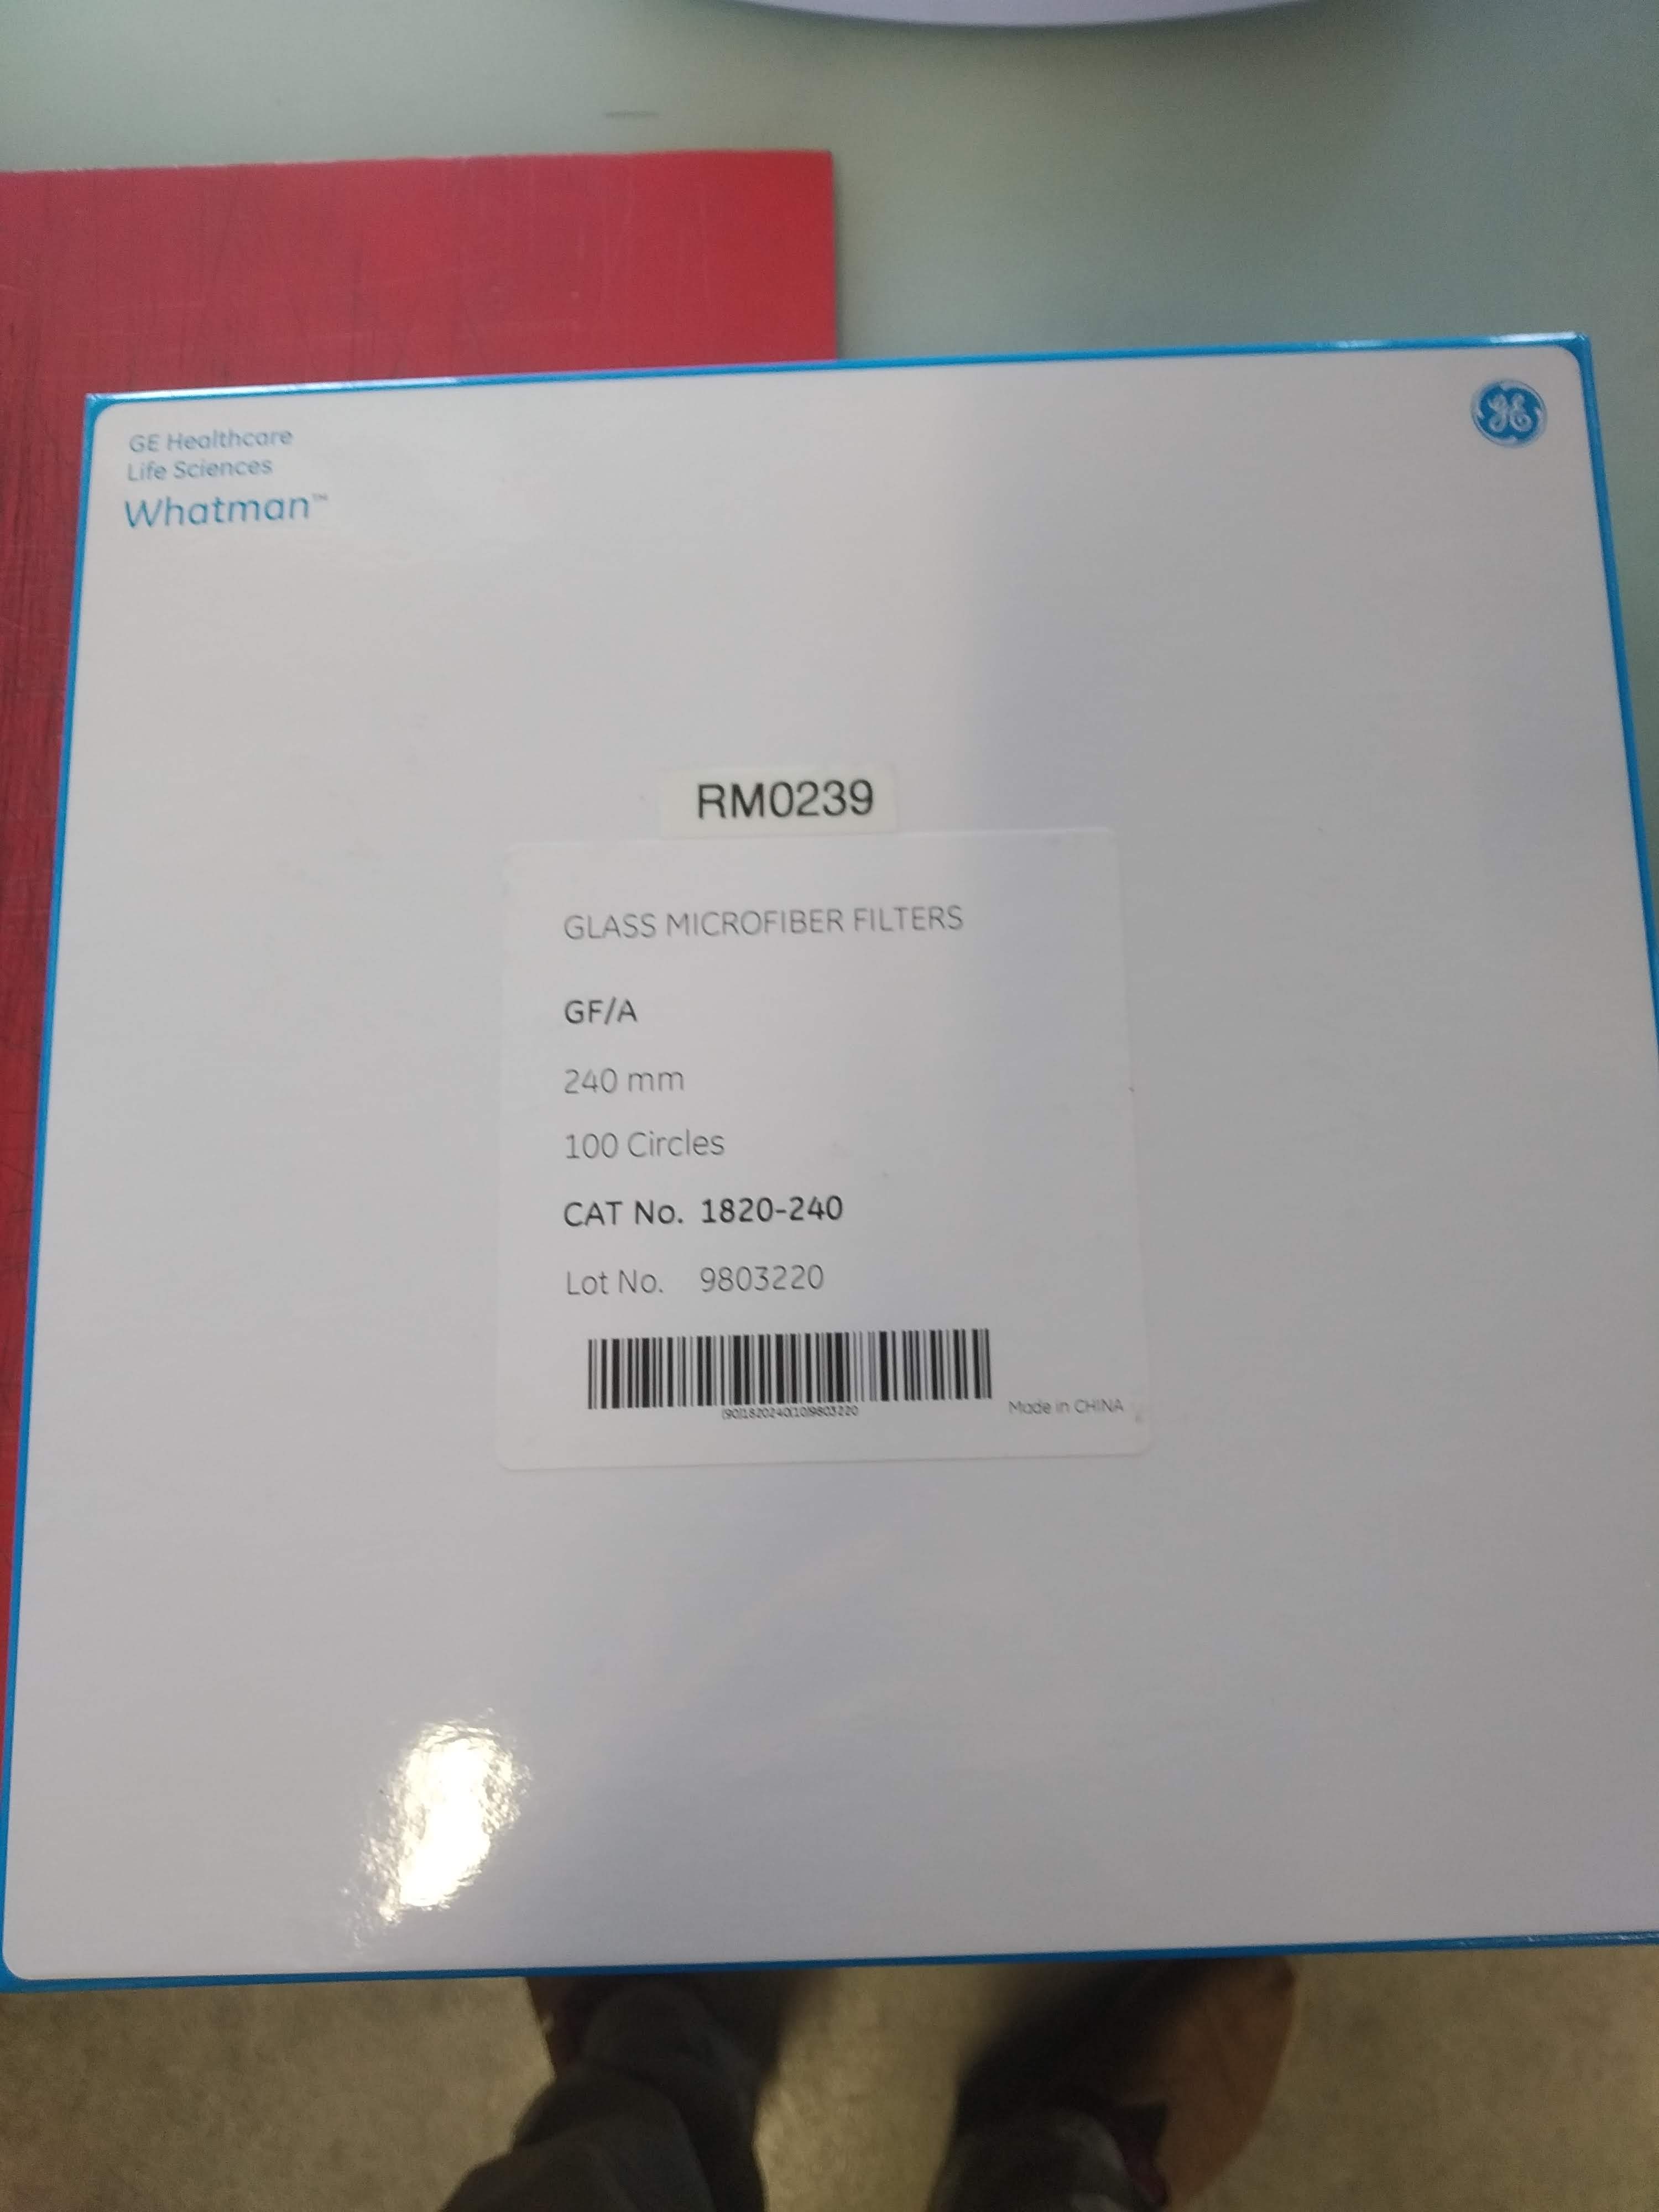 GE Healthcare
Life Sciences
Whatman™
GE
RM0239
GLASS MICROFIBER FILTERS
GF/A
240 mm
100 Circles
CAT No. 1820-240
Lot No. 9803220
(90)1820240(10)9803220
Made in CHINA